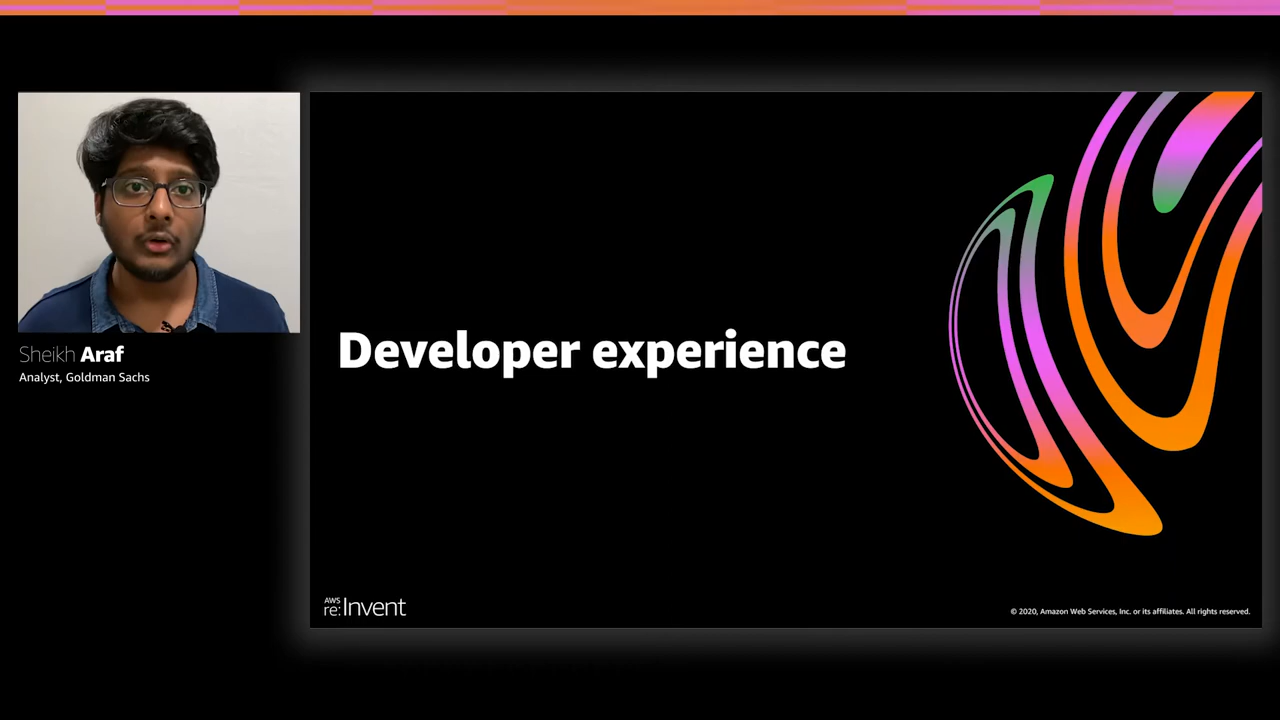 Sheikh Araf
Analyst, Goldman Sachs
Developer experience
AWS
re:Invent
© 2020, Amazon Web Services, Inc. or its affiliates. All rights reserved.